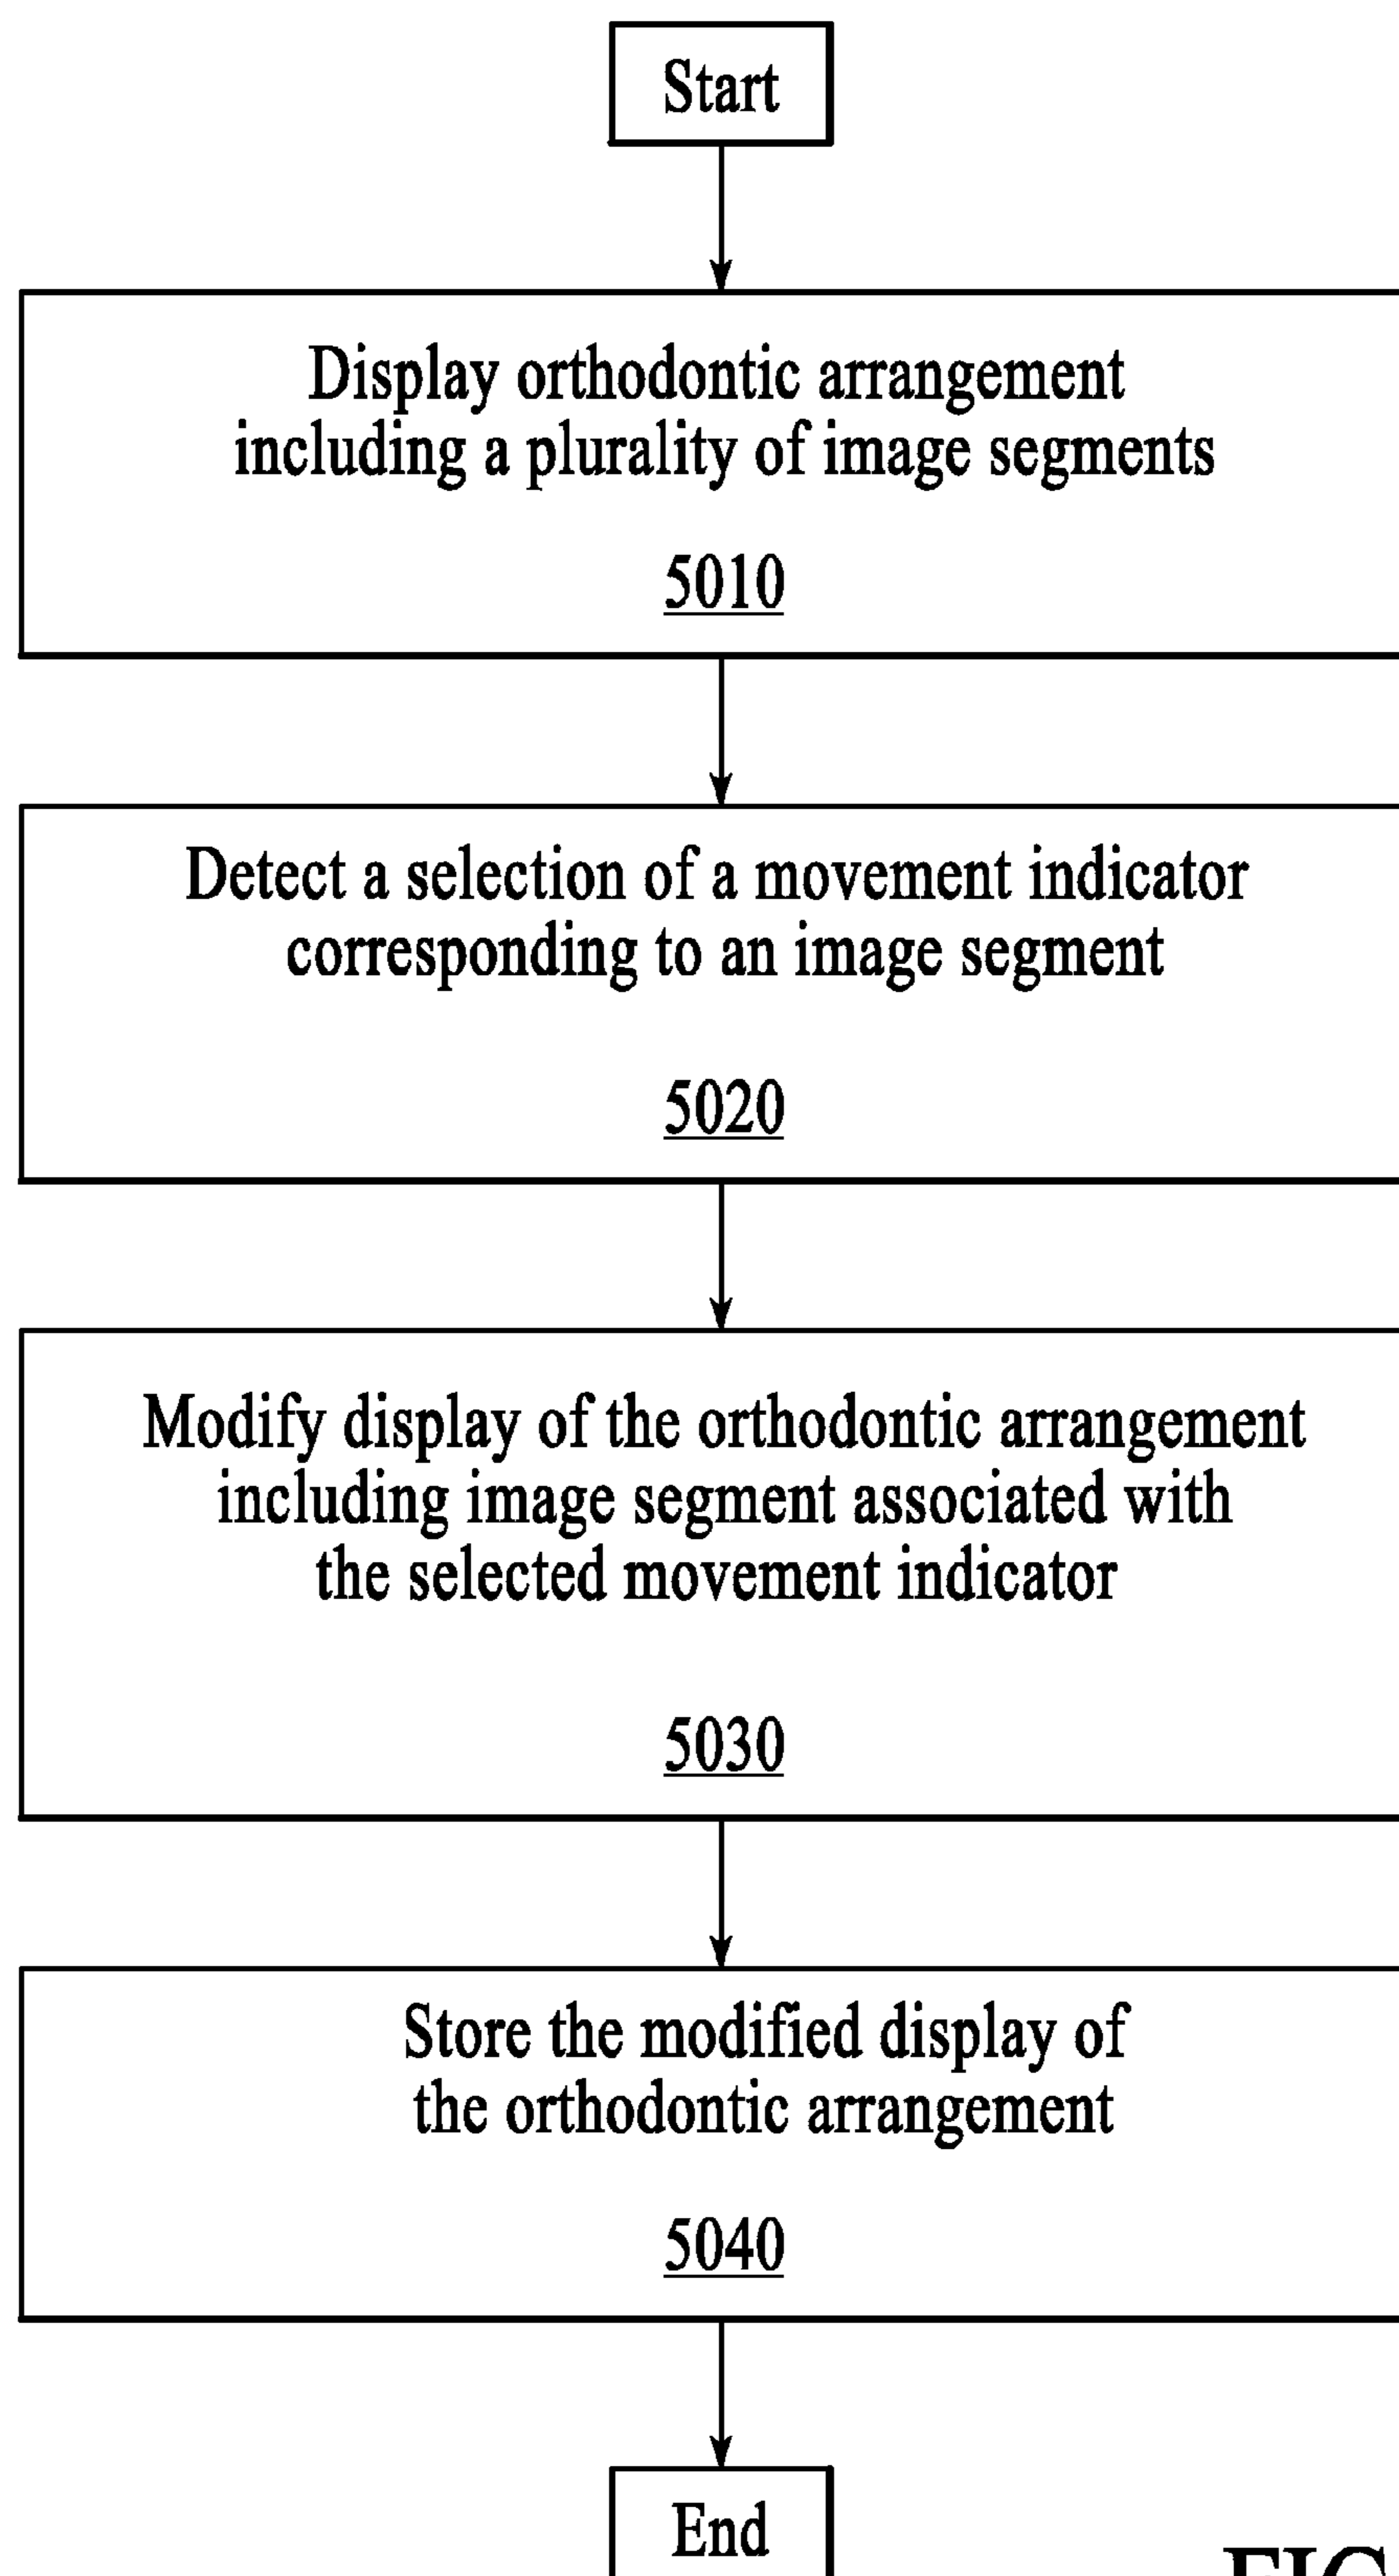 Start
Display orthodontic arrangement
including a plurality of image segments
5010
Detect a selection of a movement indicator
corresponding to an image segment
5020
Modify display of the orthodontic arrangement
including image segment associated with
the selected movement indicator
5030
Store the modified display of
the orthodontic arrangement
5040
End